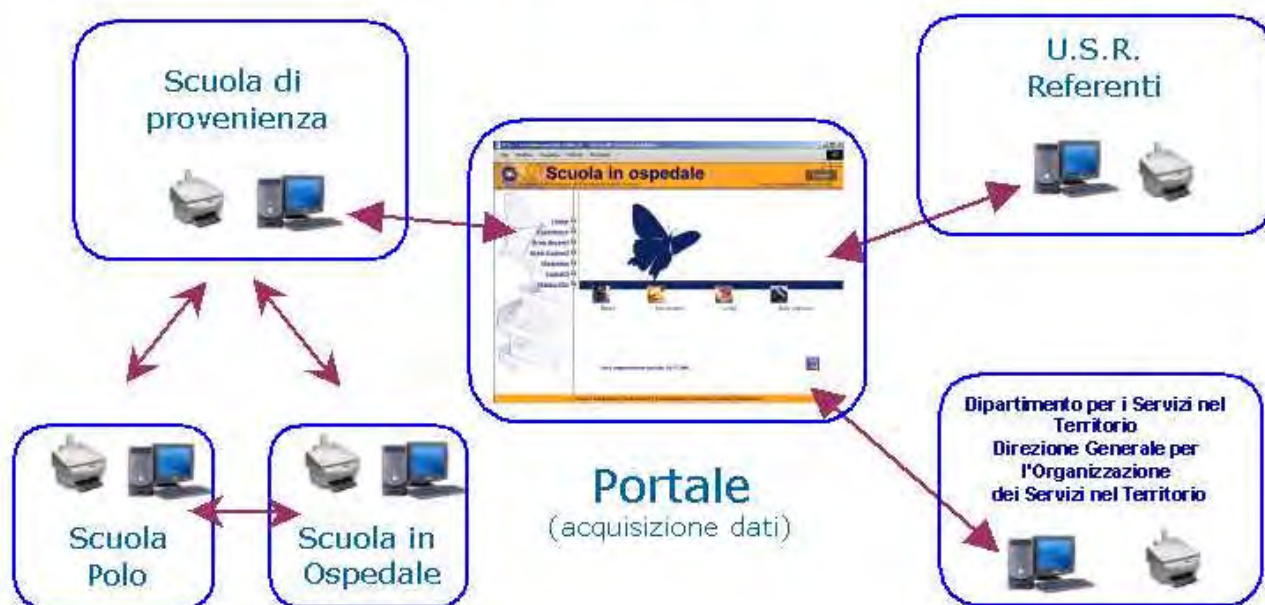 Scuola di
provenienza
U.S.R.
Referenti
Scuola in ospedale
Portale
(acquisizione dati)
Scuola
Polo
Scuola in
Ospedale
Dipartimento per i Servizi nel
Territorio
Direzione Generale per
l'Organizzazione
dei Servizi nel Territorio